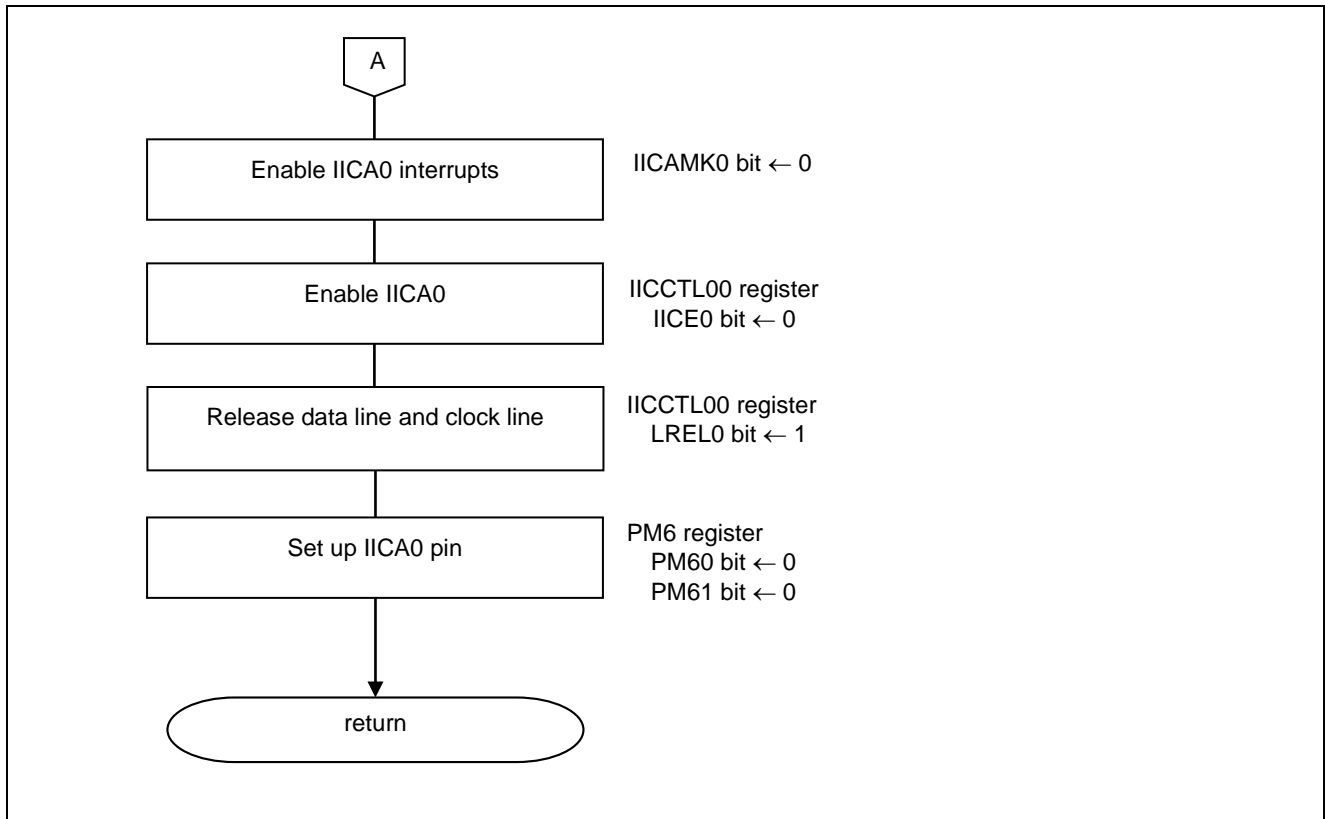 A
Enable IICA0 interrupts
IICAMK0 bit ← 0
Enable IICA0
IICCTL00 register
IICE0 bit ← 0
Release data line and clock line
IICCTL00 register
LREL0 bit ← 1
Set up IICA0 pin
PM6 register
PM60 bit ← 0
PM61 bit ← 0
return